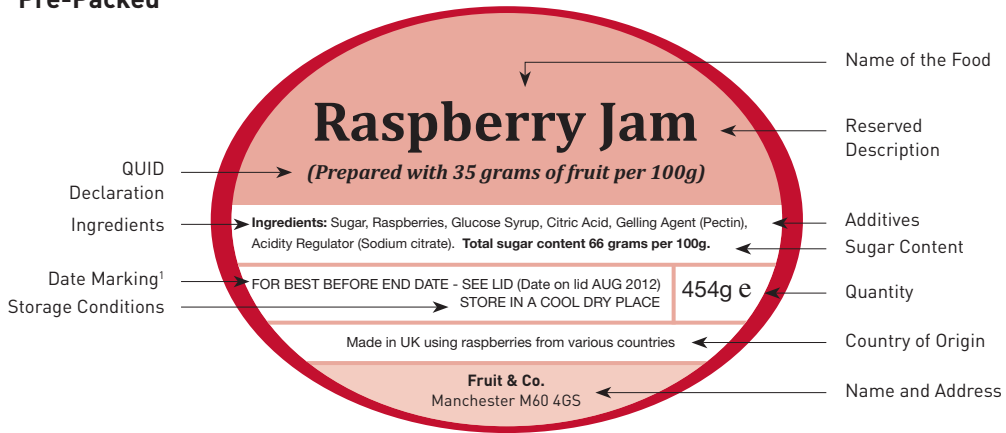 Pre-Packed
Name of the Food
Raspberry Jam
Reserved
Description
QUID
Declaration
(Prepared with 35 grams of fruit per 100g)
Ingredients
Ingredients: Sugar, Raspberries, Glucose Syrup, Citric Acid, Gelling Agent (Pectin),
Acidity Regulator (Sodium citrate). Total sugar content 66 grams per 100g.
Additives
Sugar Content
Date Marking¹
FOR BEST BEFORE END DATE - SEE LID (Date on lid AUG 2012)
Storage Conditions
STORE IN A COOL DRY PLACE
454g e
Quantity
Made in UK using raspberries from various countries
Country of Origin
Fruit & Co.
Manchester M60 4GS
Name and Address